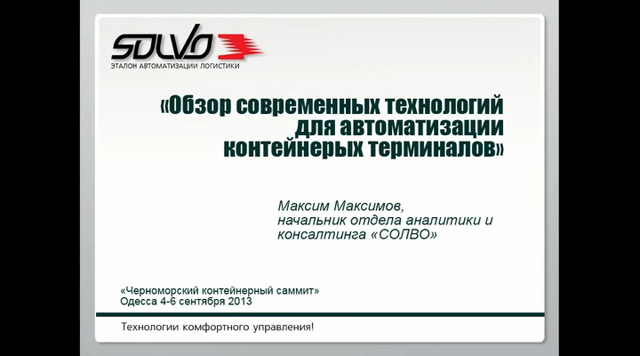 SOLVO
ЭТАЛОН АВТОМАТИЗАЦИИ ЛОГИСТИКИ
«Обзор современных технологий
для автоматизации
контейнерых терминалов»
Максим Максимов,
начальник отдела аналитики и
консалтинга «СОЛВО»
«Черноморский контейнерный саммит»
Одесса 4-6 сентября 2013
Технологии комфортного управления!